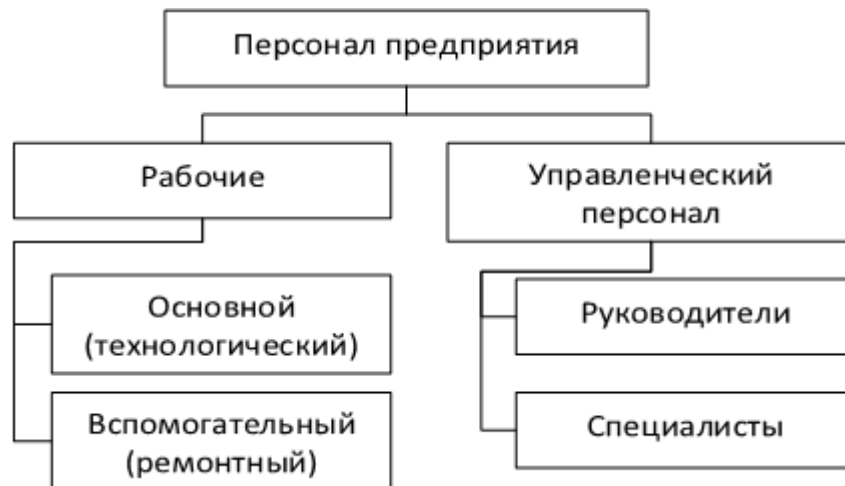 Персонал предприятия
Рабочие
Управленческий
персонал
Основной
(технологический)
Руководители
Вспомогательный
(ремонтный)
Специалисты